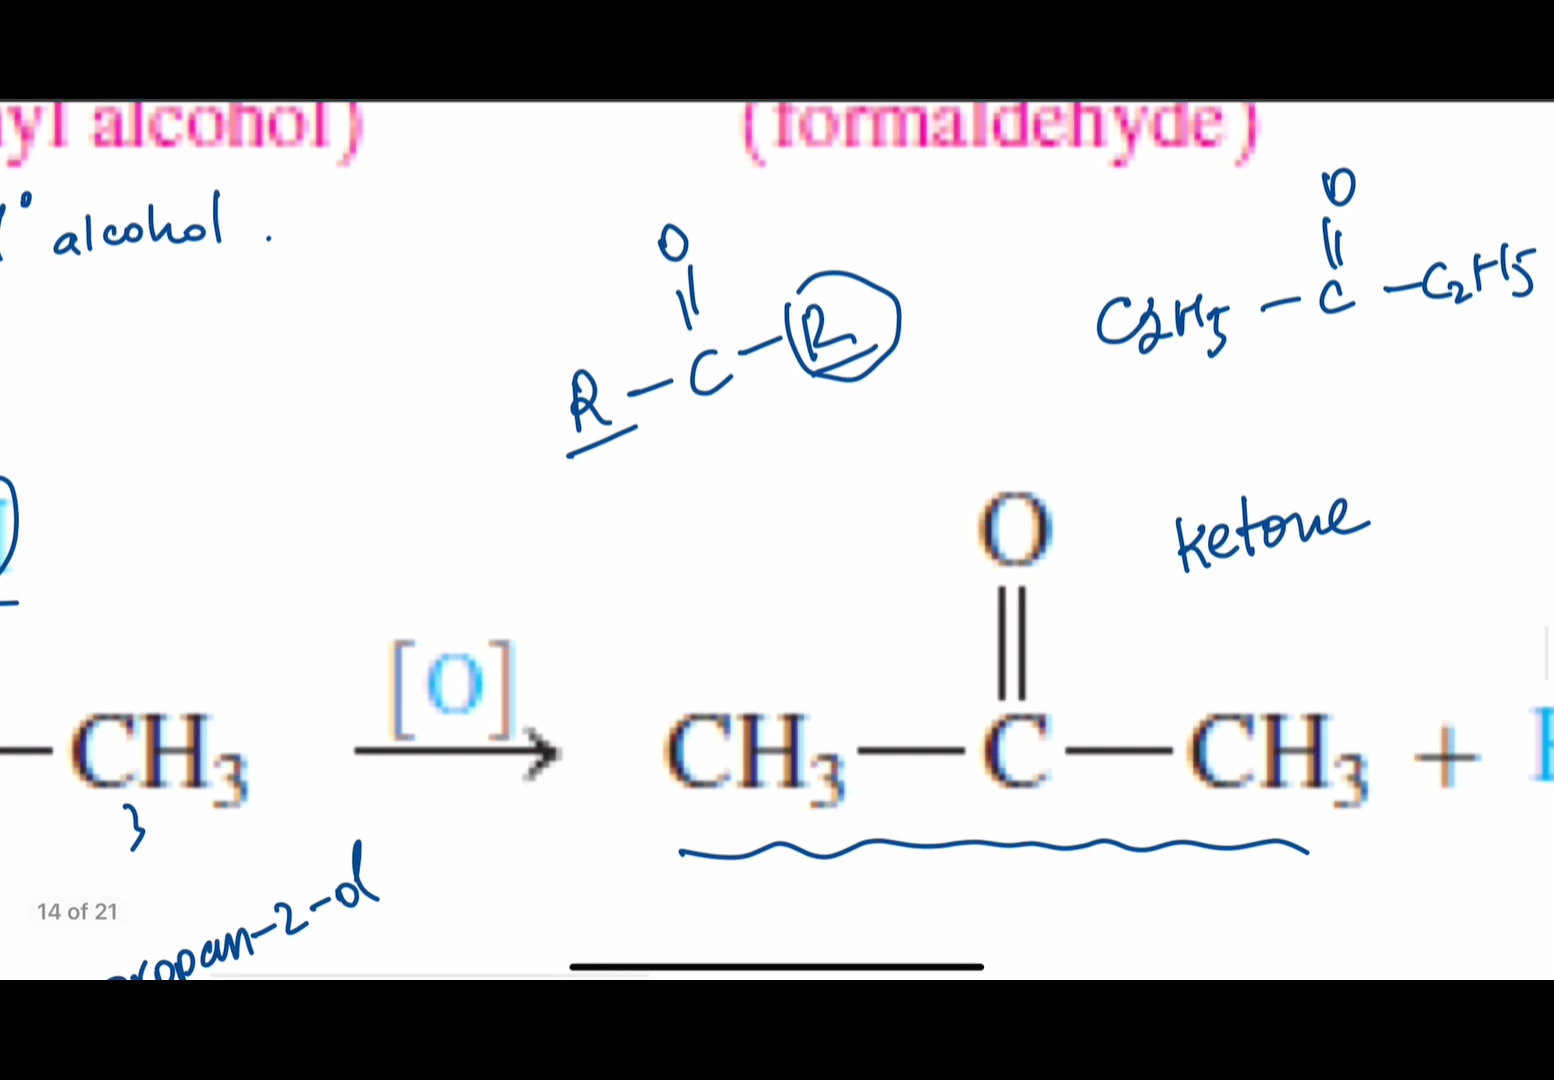 yl alcohol) (formaldehyde)
1° alcohol .
O
||
R — C — R
O
||
C2H5 — C — C2H5
ketone
O
||
— CH3 [O] → CH3 — C — CH3 +
3
propan-2-ol
14 of 21